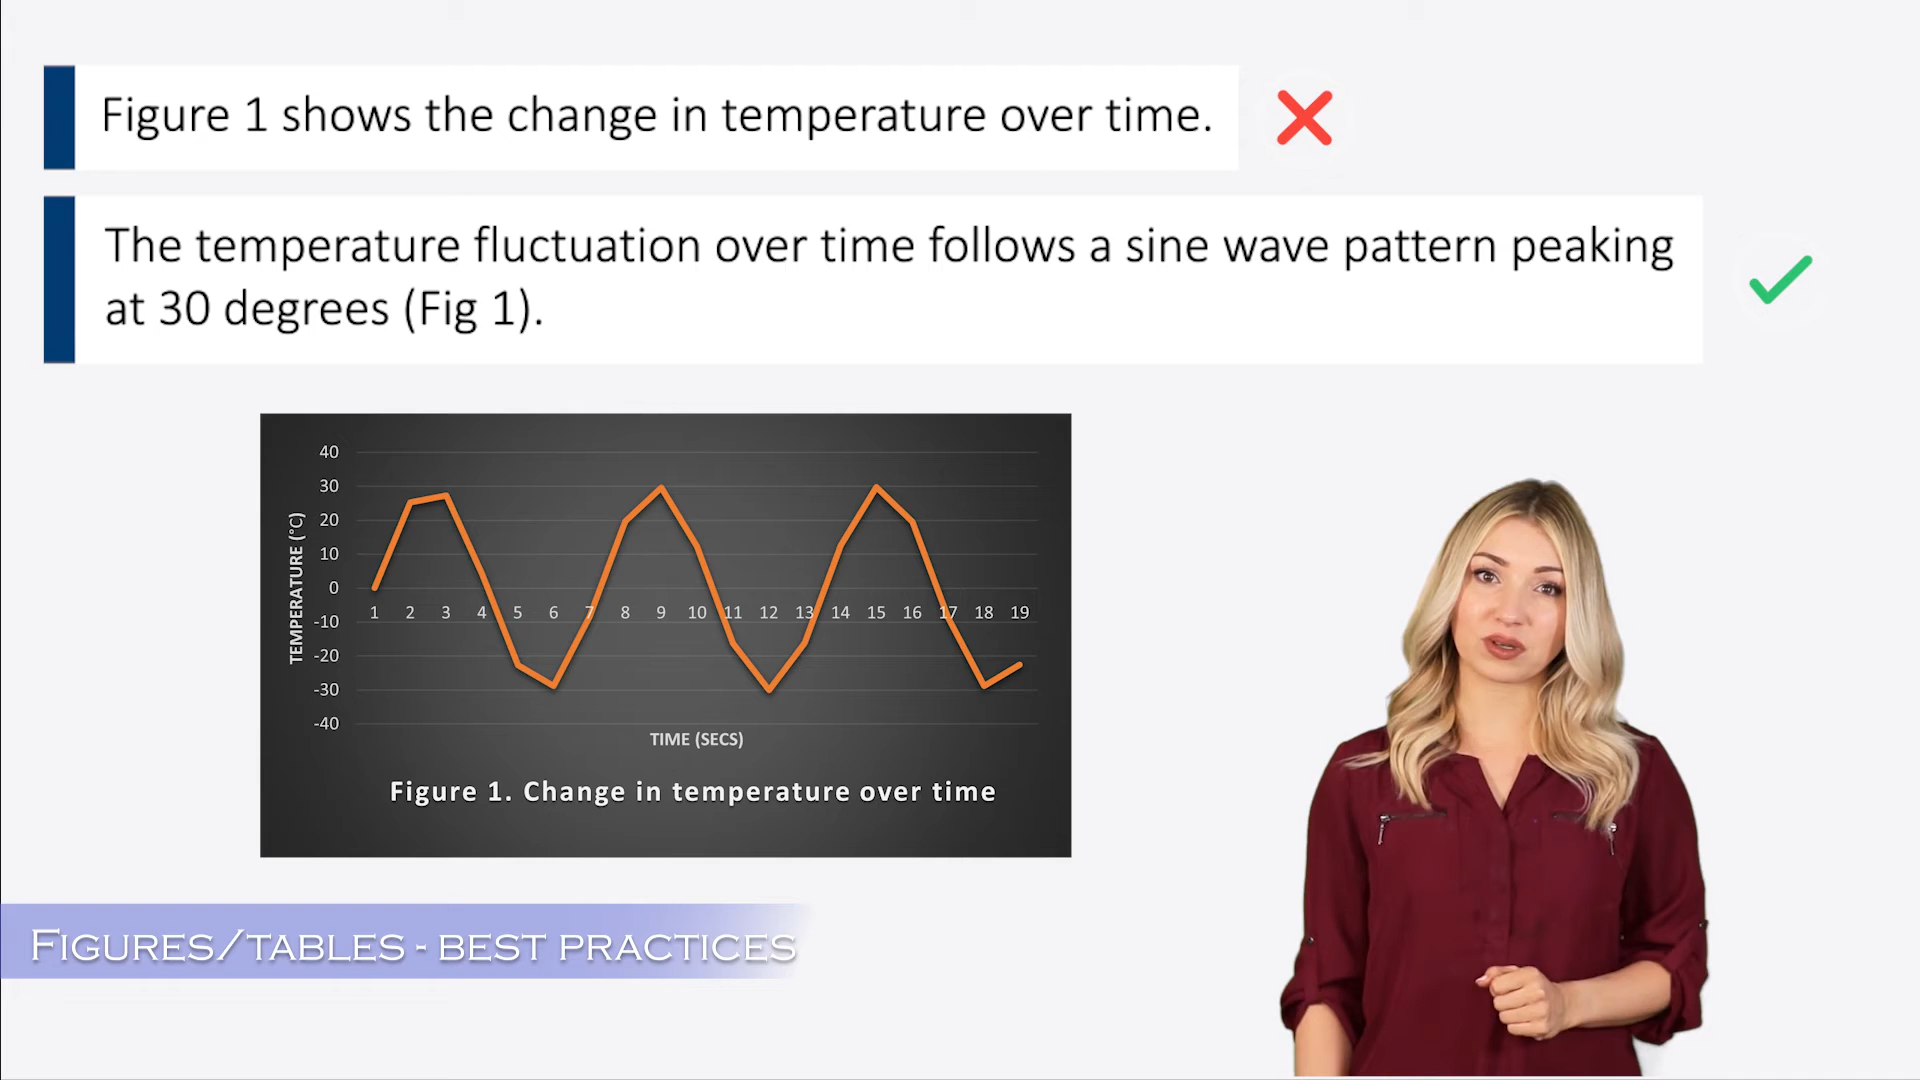 Figure 1 shows the change in temperature over time.
The temperature fluctuation over time follows a sine wave pattern peaking
at 30 degrees (Fig 1).
40
30
20
10
0
-10
-20
-30
-40
TEMPERATURE (°C)
1 2 3 4 5 6 7 8 9 10 11 12 13 14 15 16 17 18 19
TIME (SECS)
Figure 1. Change in temperature over time
FIGURES/TABLES - BEST PRACTICES